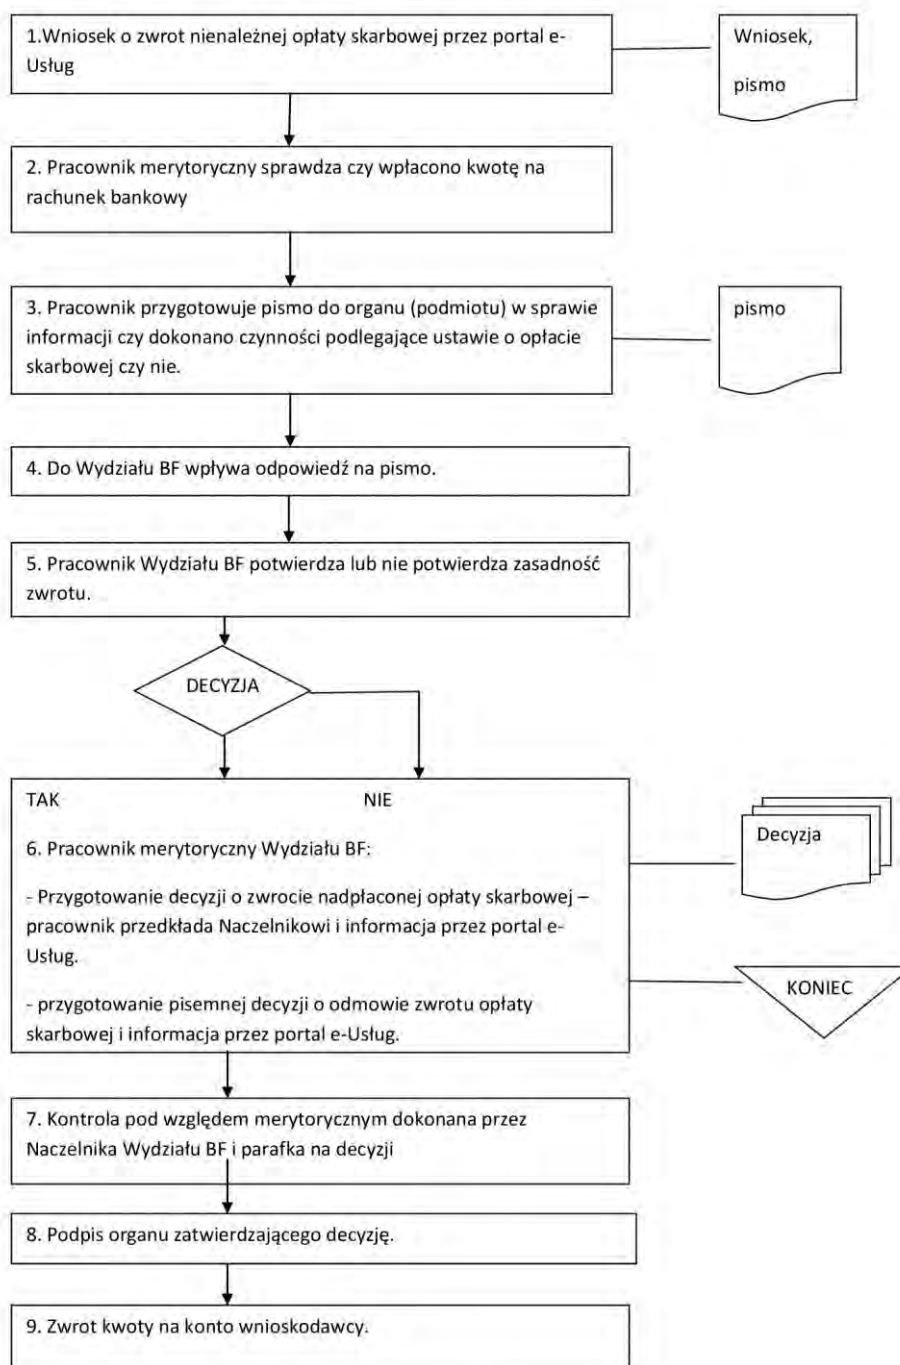 1.Wniosek o zwrot nienależnej opłaty skarbowej przez portal e-
Usług
Wniosek,
pismo
2. Pracownik merytoryczny sprawdza czy wpłacono kwotę na
rachunek bankowy
3. Pracownik przygotowuje pismo do organu (podmiotu) w sprawie
informacji czy dokonano czynności podlegające ustawie o opłacie
skarbowej czy nie.
pismo
4. Do Wydziału BF wpływa odpowiedź na pismo.
5. Pracownik Wydziału BF potwierdza lub nie potwierdza zasadność
zwrotu.
DECYZJA
TAK NIE
6. Pracownik merytoryczny Wydziału BF:
- Przygotowanie decyzji o zwrocie nadpłaconej opłaty skarbowej –
pracownik przedkłada Naczelnikowi i informacja przez portal e-
Usług.
- przygotowanie pisemnej decyzji o odmowie zwrotu opłaty
skarbowej i informacja przez portal e-Usług.
Decyzja
KONIEC
7. Kontrola pod względem merytorycznym dokonana przez
Naczelnika Wydziału BF i parafka na decyzji
8. Podpis organu zatwierdzającego decyzję.
9. Zwrot kwoty na konto wnioskodawcy.